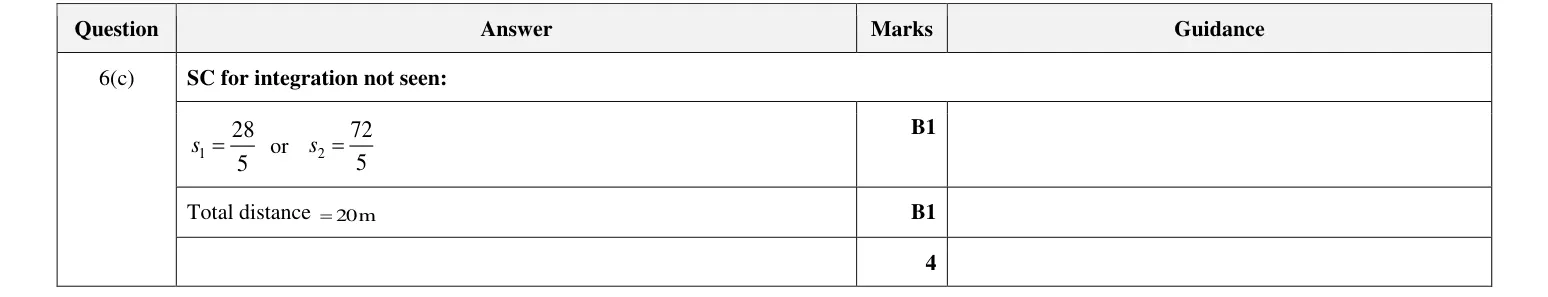 Question Answer Marks Guidance
6(c) SC for integration not seen:
s₁ = 28/5 or s₂ = 72/5 B1
Total distance = 20m B1
4